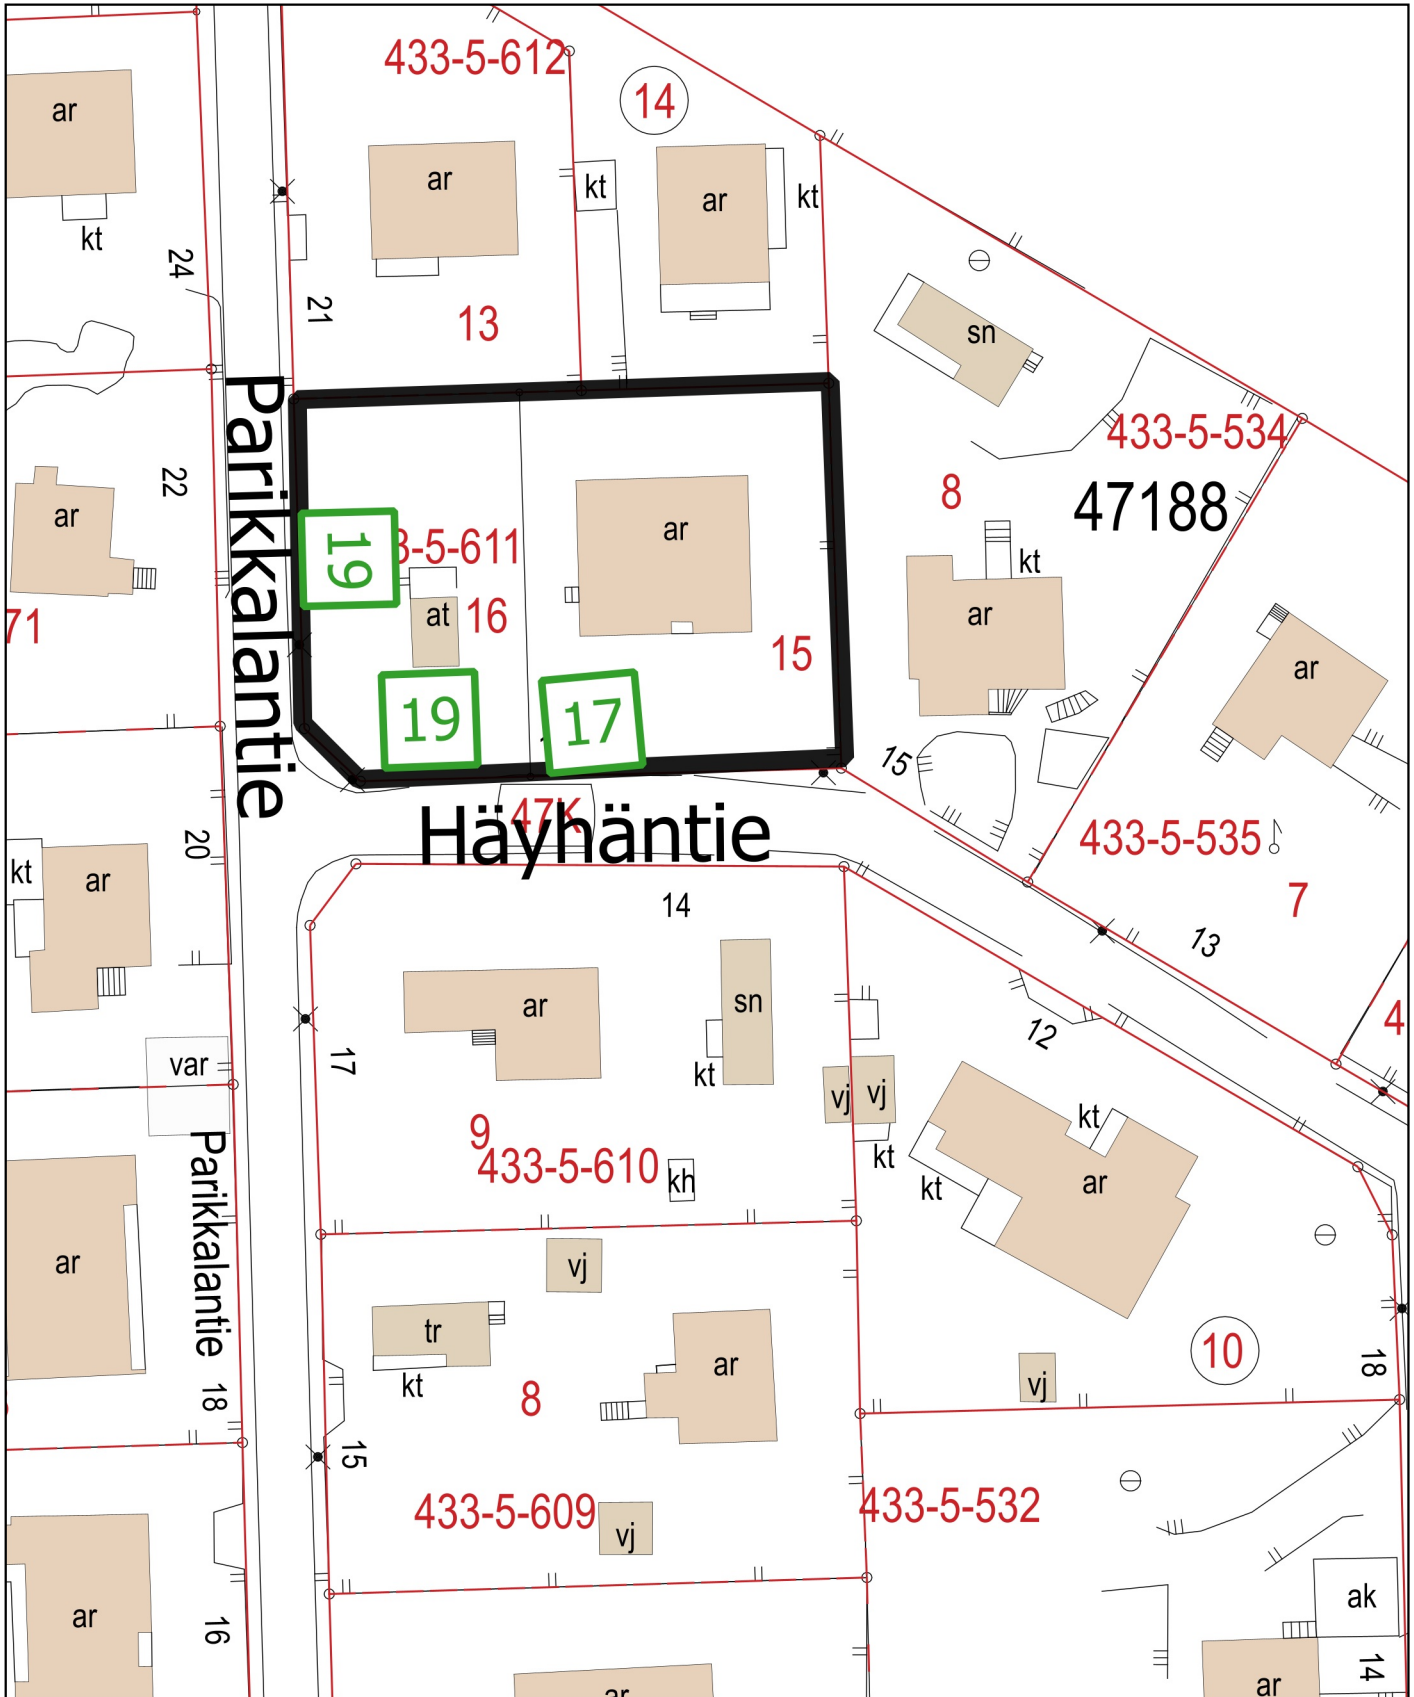 433-5-612
14
ar
ar
kt
ar
kt
kt
24
21
13
sn
433-5-534
8
47188
22
ar
Parikkalantie
19
3-5-611
at
16
ar
15
kt
ar
ar
71
19
17
15
47K
Häyhäntie
433-5-535
7
20
kt
ar
14
13
4
ar
sn
12
17
kt
vj
vj
var
9
433-5-610
kh
kt
kt
kt
ar
Parikkalantie
ar
vj
tr
kt
8
ar
10
18
vj
18
15
433-5-609
vj
433-5-532
16
ar
ak
14
ar
ar